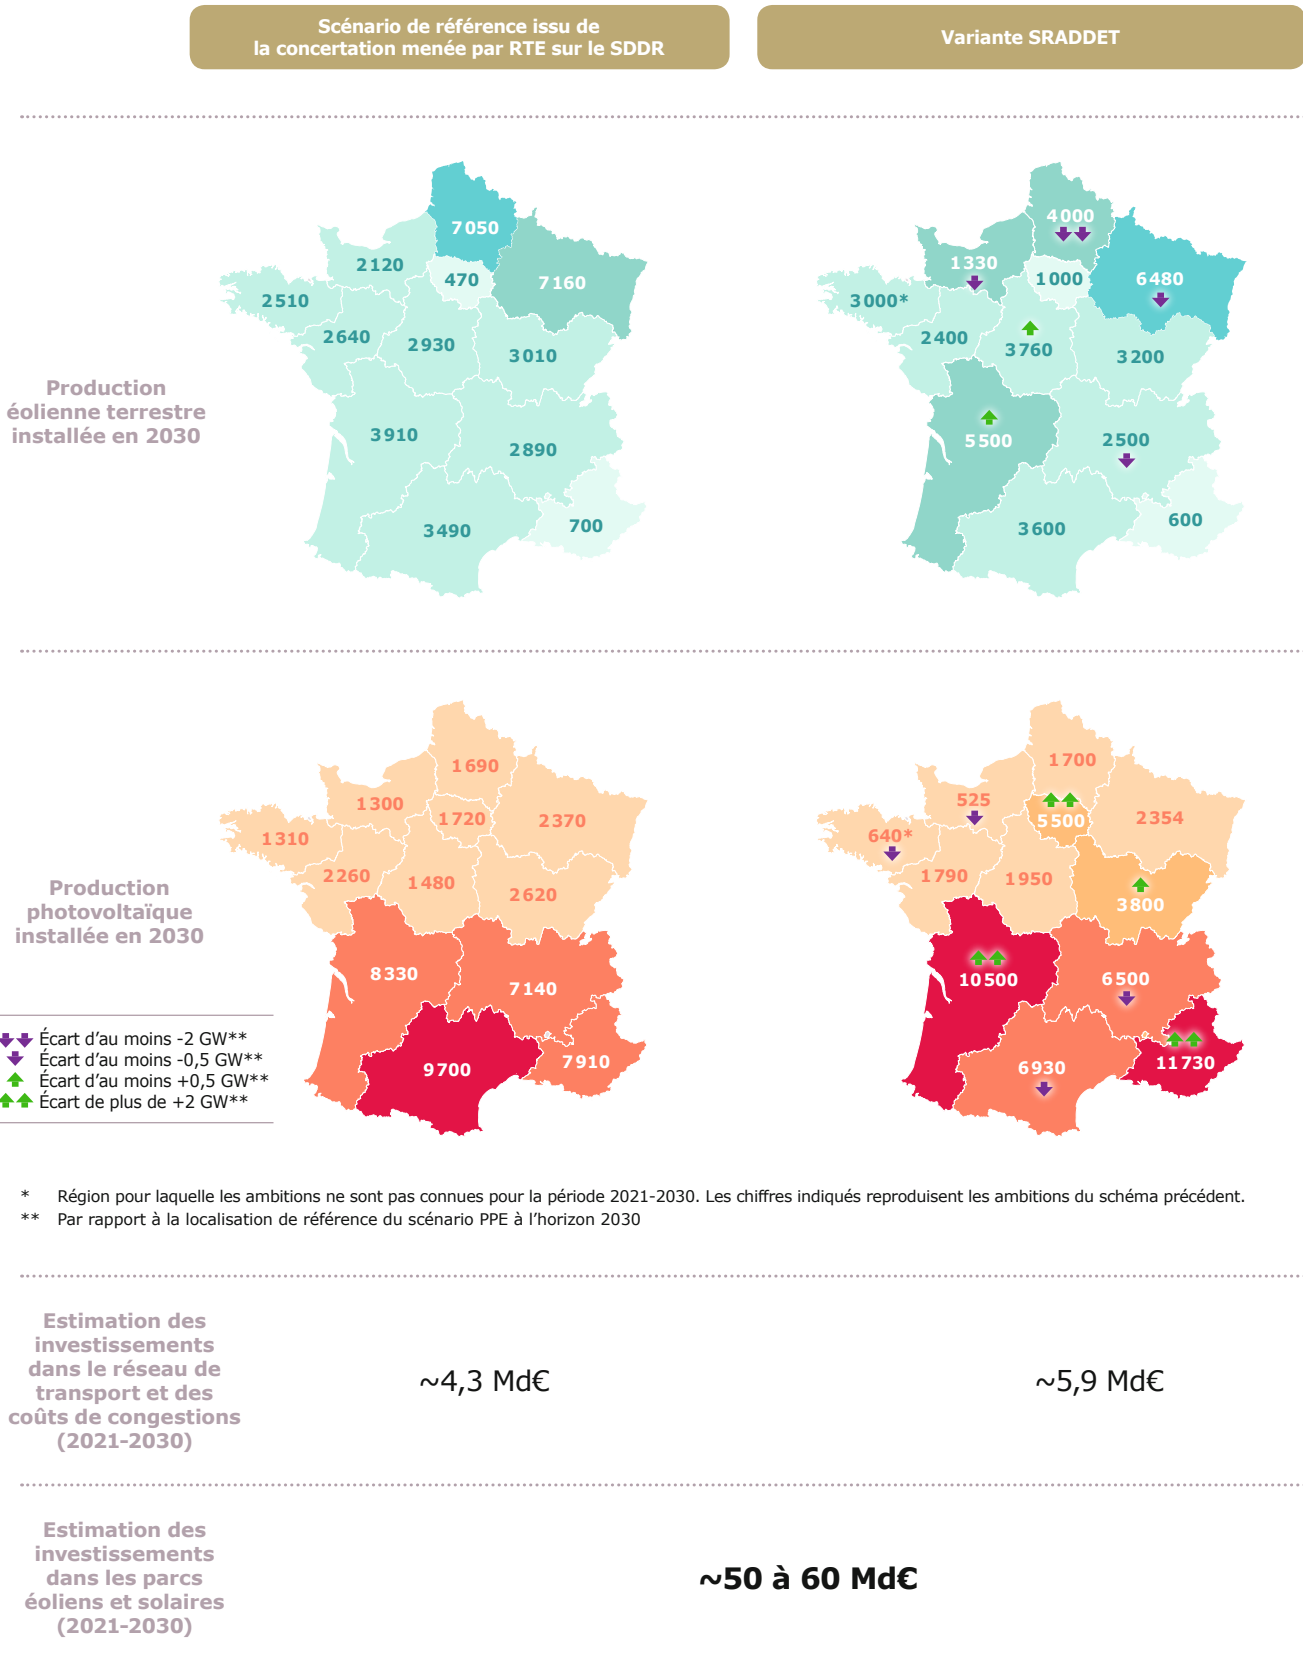 Scénario de référence issu de
la concertation menée par RTE sur le SDDR
Variante SRADDET
Production
éolienne terrestre
installée en 2030
7050
2120
470
7160
2510
2640
2930
3010
3910
2890
3490
700
4000
1330
1000
6480
3000*
2400
3760
3200
5500
2500
3600
600
Production
photovoltaïque
installée en 2030
1690
1300
1720
2370
1310
2260
1480
2620
8330
7140
9700
7910
1700
525
5500
2354
640*
1790
1950
3800
10500
6500
6930
11730
Écart d'au moins -2 GW**
Écart d'au moins -0,5 GW**
Écart d'au moins +0,5 GW**
Écart de plus de +2 GW**
* Région pour laquelle les ambitions ne sont pas connues pour la période 2021-2030. Les chiffres indiqués reproduisent les ambitions du schéma précédent.
** Par rapport à la localisation de référence du scénario PPE à l'horizon 2030
Estimation des
investissements
dans le réseau de
transport et des
coûts de congestions
(2021-2030)
~4,3 Md€
~5,9 Md€
Estimation des
investissements
dans les parcs
éoliens et solaires
(2021-2030)
~50 à 60 Md€